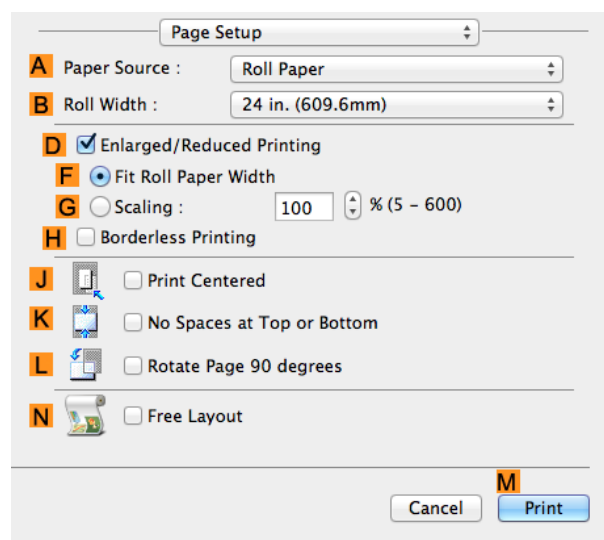 Page Setup
A Paper Source : Roll Paper
B Roll Width : 24 in. (609.6mm)
D Enlarged/Reduced Printing
F Fit Roll Paper Width
G Scaling : 100 % (5 – 600)
H Borderless Printing
J Print Centered
K No Spaces at Top or Bottom
L Rotate Page 90 degrees
N Free Layout
M
Cancel Print